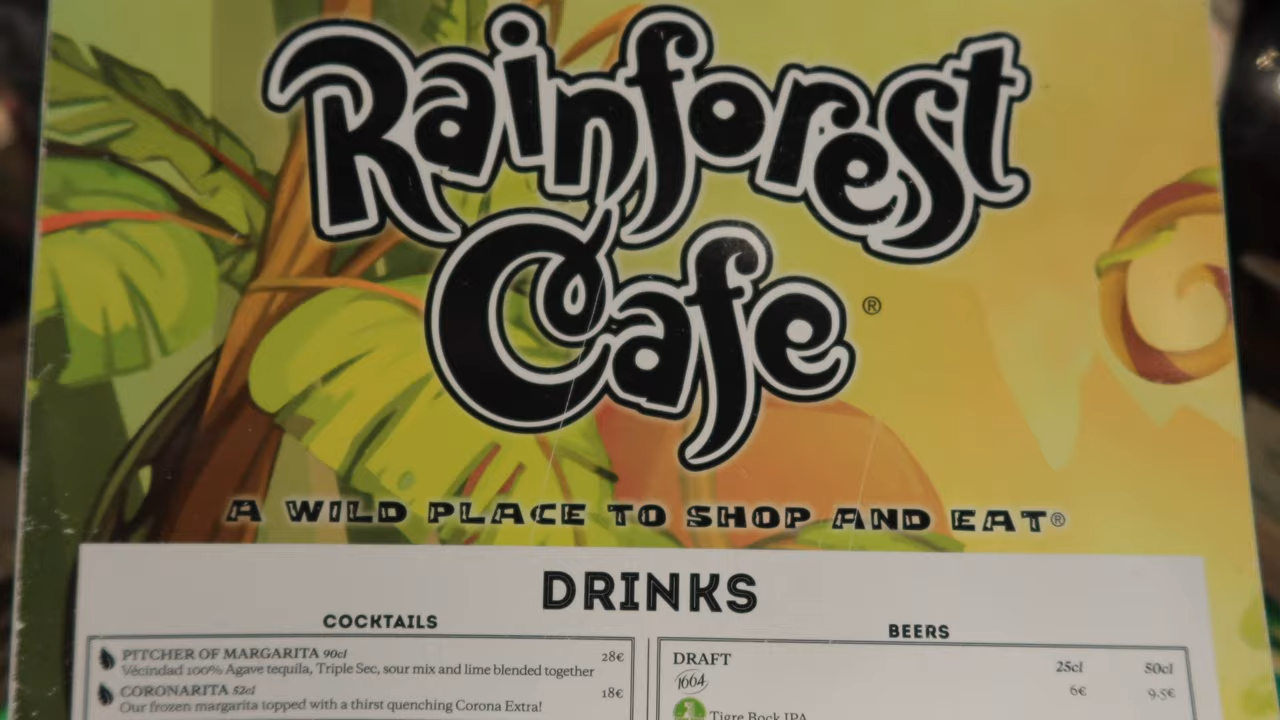 Rainforest
Cafe®
A WILD PLACE TO SHOP AND EAT®
DRINKS
COCKTAILS
PITCHER OF MARGARITA 90cl 28€
Vécindad 100% Agave tequila, Triple Sec, sour mix and lime blended together
CORONARITA 52cl 18€
Our frozen margarita topped with a thirst quenching Corona Extra!
BEERS
DRAFT 25cl 50cl
1664 6€ 9.5€
Tigre Bock IPA